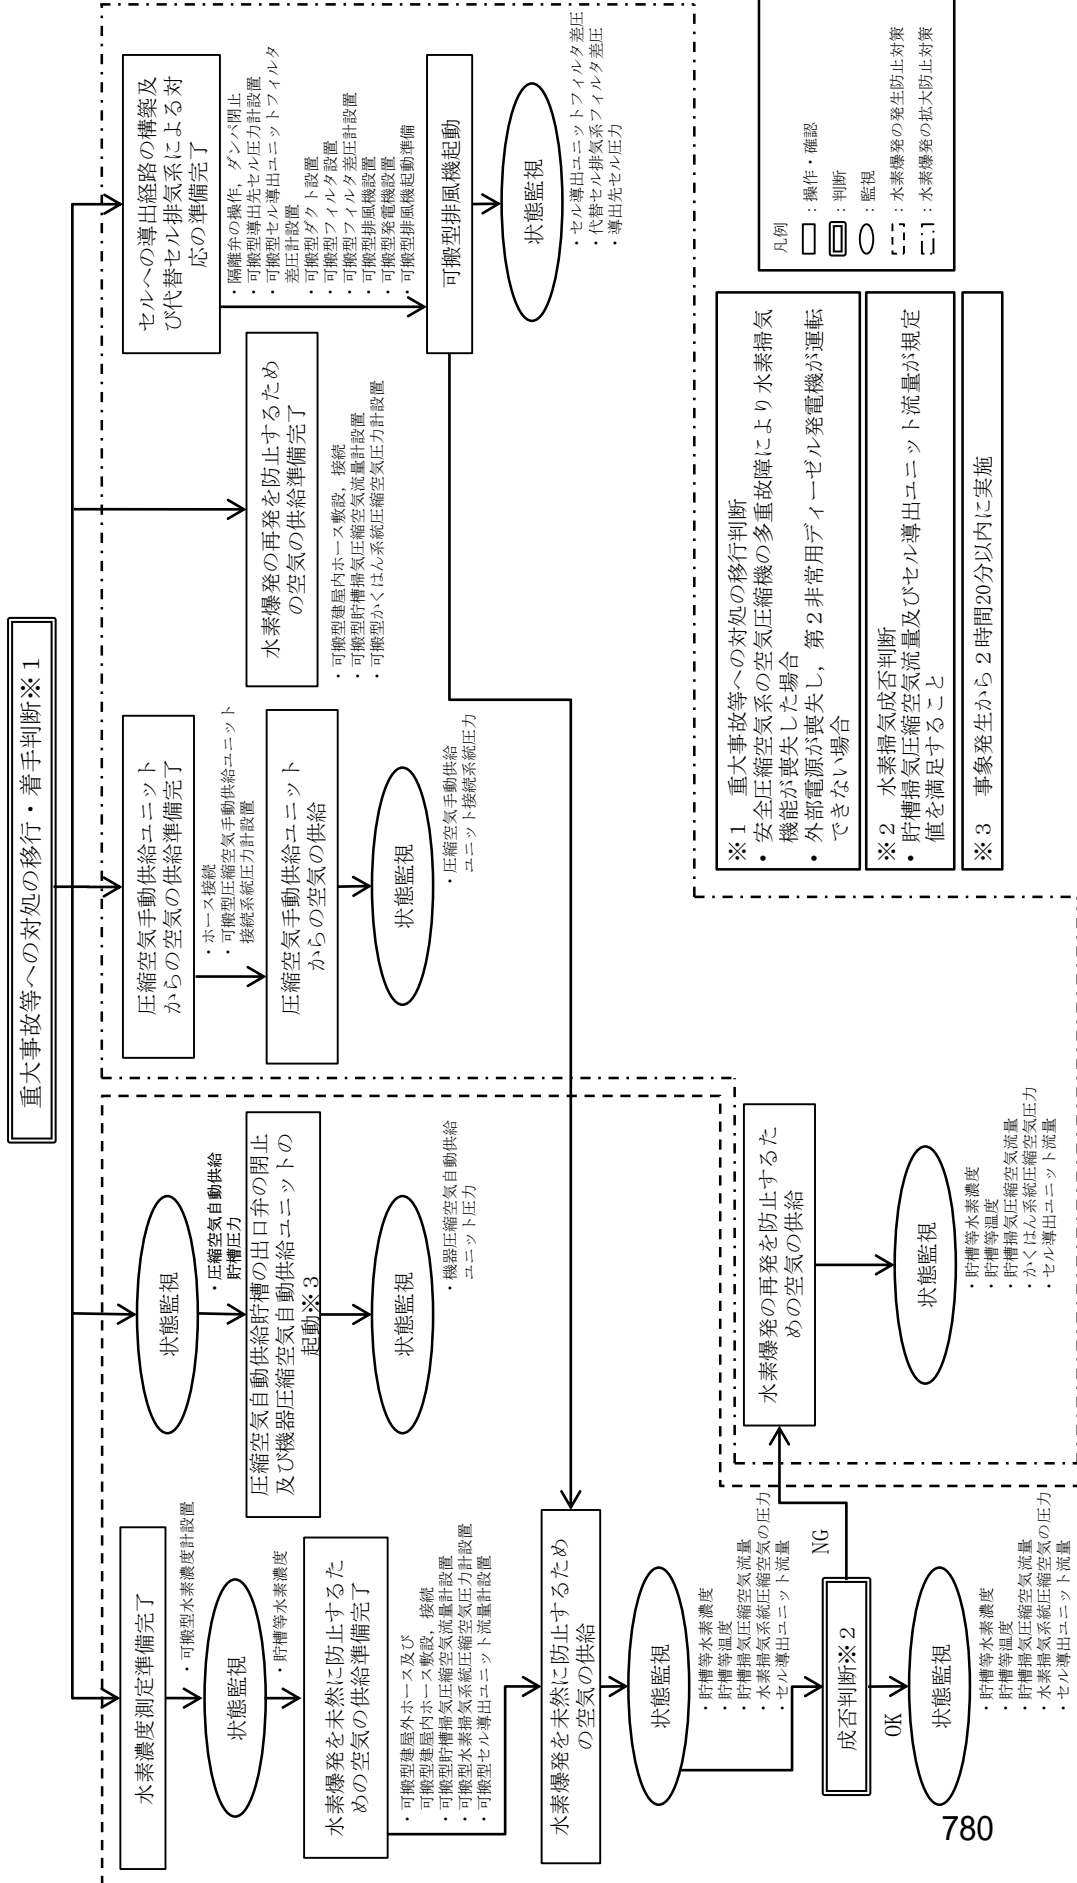 重大事故等への対処の移行・着手判断※1
水素濃度測定準備完了
・可搬型水素濃度計設置
状態監視
・貯槽等水素濃度
水素爆発を未然に防止するた
めの空気の供給準備完了
・可搬型建屋外ホース及び
可搬型建屋内ホース敷設，接続
・可搬型貯槽掃気圧縮空気流量計設置
・可搬型水素掃気系統圧縮空気圧力計設置
・可搬型セル導出ユニット流量計設置
水素爆発を未然に防止するため
の空気の供給
状態監視
・貯槽等水素濃度
・貯槽等温度
・貯槽掃気圧縮空気流量
・水素掃気系統圧縮空気の圧力
・セル導出ユニット流量
成否判断※2
NG
OK
状態監視
・貯槽等水素濃度
・貯槽等温度
・貯槽掃気圧縮空気流量
・水素掃気系統圧縮空気の圧力
・セル導出ユニット流量
状態監視
・圧縮空気自動供給
貯槽圧力
圧縮空気自動供給貯槽の出口弁の閉止
及び機器圧縮空気自動供給ユニットの
起動※3
状態監視
・機器圧縮空気自動供給
ユニット圧力
水素爆発の再発を防止するた
めの空気の供給
状態監視
・貯槽等水素濃度
・貯槽等温度
・貯槽掃気圧縮空気流量
・かくはん系統圧縮空気圧力
・セル導出ユニット流量
圧縮空気手動供給ユニット
からの空気の供給準備完了
・ホース接続
・可搬型圧縮空気手動供給ユニット
接続系統圧力計設置
圧縮空気手動供給ユニット
からの空気の供給
状態監視
・圧縮空気手動供給
ユニット接続系統圧力
水素爆発の再発を防止するため
の空気の供給準備完了
・可搬型建屋内ホース敷設，接続
・可搬型貯槽掃気圧縮空気流量計設置
・可搬型かくはん系統圧縮空気圧力計設置
セルへの導出経路の構築及
び代替セル排気系による対
応の準備完了
・隔離弁の操作，ダンパ閉止
・可搬型導出先セル圧力計設置
・可搬型セル導出ユニットフィルタ
差圧計設置
・可搬型ダクト設置
・可搬型フィルタ設置
・可搬型フィルタ差圧計設置
・可搬型排風機設置
・可搬型発電機設置
・可搬型排風機起動準備
可搬型排風機起動
状態監視
・セル導出ユニットフィルタ差圧
・代替セル排気系フィルタ差圧
・導出先セル圧力
※1　重大事故等への対処の移行判断
・安全圧縮空気系の空気圧縮機の多重故障により水素掃気
機能が喪失した場合
・外部電源が喪失し，第２非常用ディーゼル発電機が運転
できない場合
※2　水素掃気成否判断
・貯槽掃気圧縮空気流量及びセル導出ユニット流量が規定
値を満足すること
※3　事象発生から２時間20分以内に実施
凡例
：操作・確認
：判断
：監視
：水素爆発の発生防止対策
：水素爆発の拡大防止対策
780